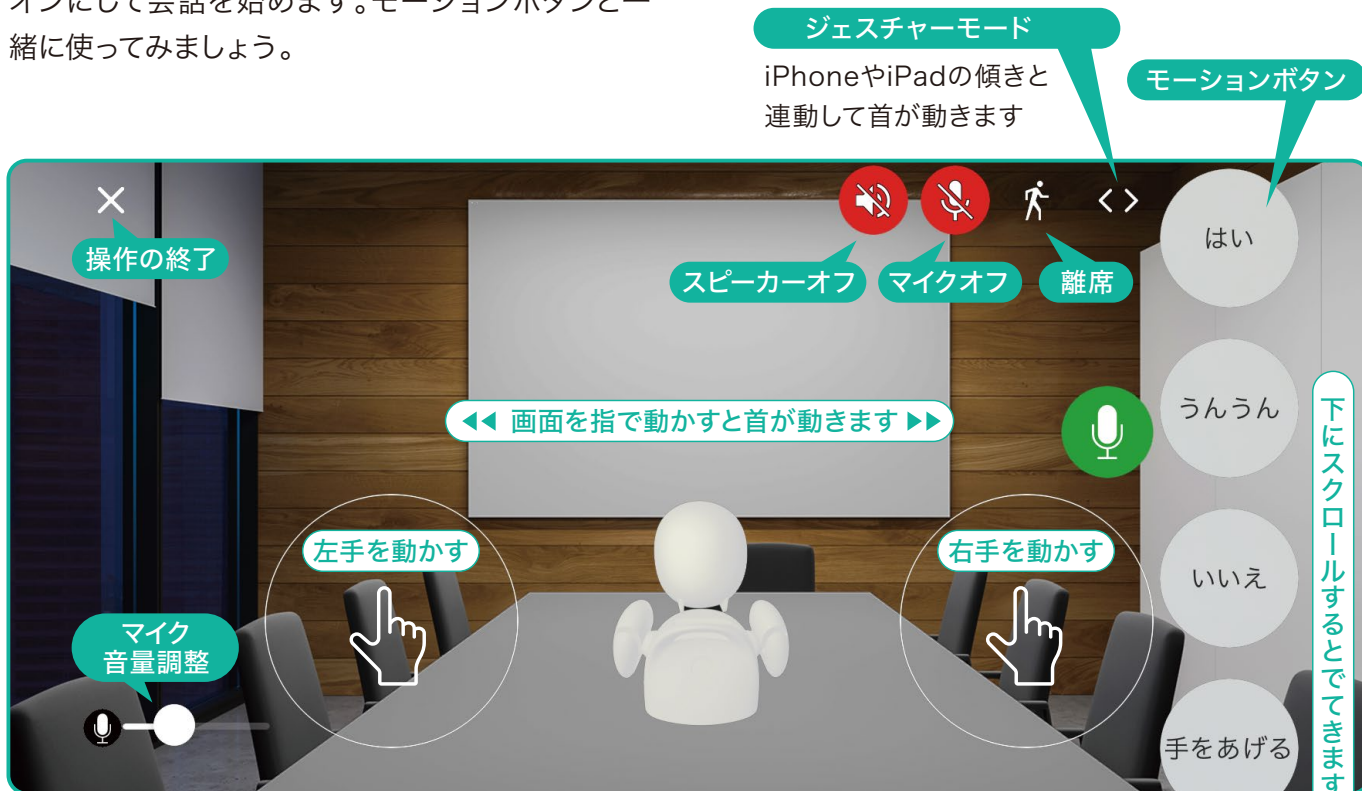 オンにして会話を始めます。モーションボタンと一
緒に使ってみましょう。
ジェスチャーモード
iPhoneやiPadの傾きと
連動して首が動きます
モーションボタン
操作の終了
スピーカーオフ
マイクオフ
離席
はい
うんうん
いいえ
手をあげる
下にスクロールするとでてきます
◀◀ 画面を指で動かすと首が動きます ▶▶
左手を動かす
右手を動かす
マイク
音量調整